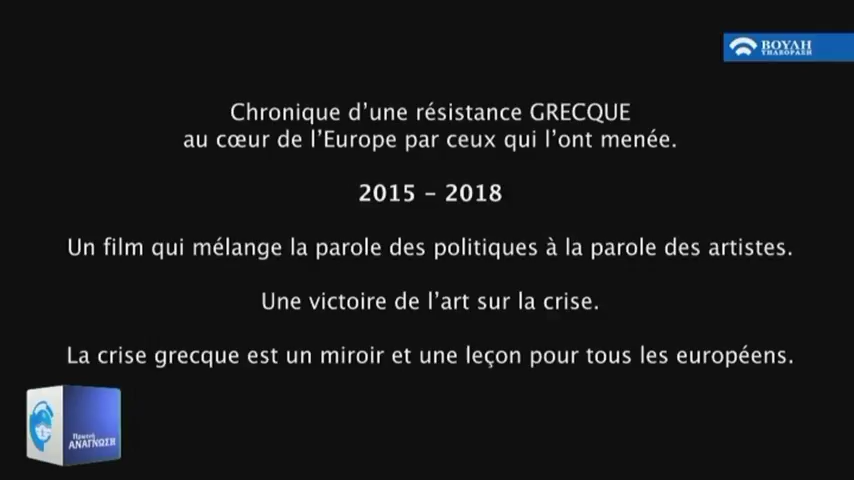 ΒΟΥΛΗ
ΤΗΛΕΟΡΑΣΗ
Chronique d’une résistance GRECQUE
au cœur de l’Europe par ceux qui l’ont menée.
2015 – 2018
Un film qui mélange la parole des politiques à la parole des artistes.
Une victoire de l’art sur la crise.
La crise grecque est un miroir et une leçon pour tous les européens.
Πρωινή
ΑΝΑΓΝΩΣΗ